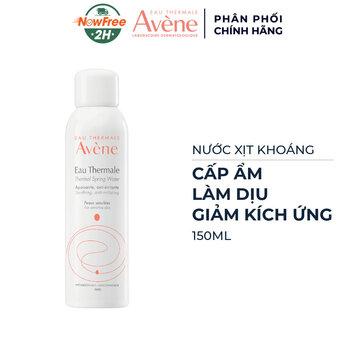 NowFree
2H
EAU THERMALE
Avène
LABORATOIRE DERMATOLOGIQUE
PHÂN PHỐI
CHÍNH HÃNG
EAU THERMALE
Avène
Eau Thermale
Thermal Spring Water
Apaisante, anti-irritante
Soothing, anti-irritating
Peaux sensibles
For sensitive skin
NƯỚC XỊT KHOÁNG
CẤP ẨM
LÀM DỊU
GIẢM KÍCH ỨNG
150ML